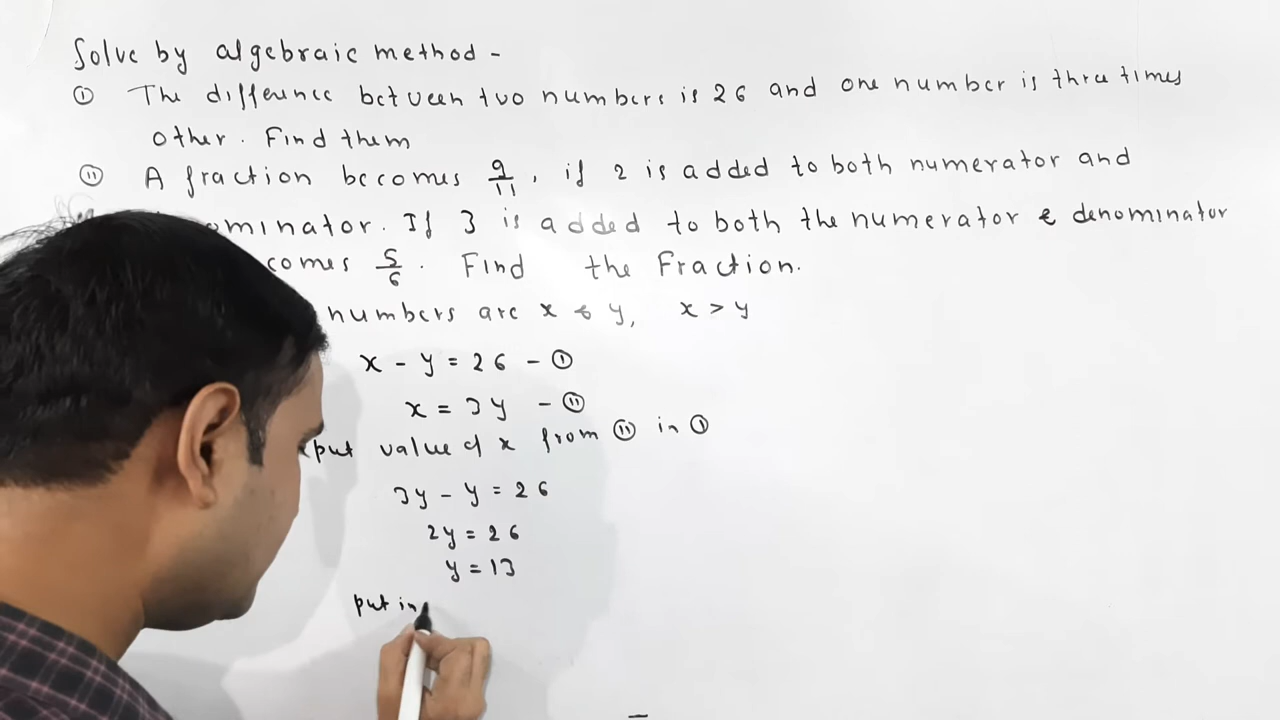 Solve by algebraic method -
① The difference between two numbers is 26 and one number is three times
other. Find them
⑪ A fraction becomes 9/11, if 2 is added to both numerator and
ominator. If 3 is added to both the numerator & denominator
comes 5/6. Find the Fraction.
numbers are x & y, x > y
x - y = 26 - ①
x = 3y - ⑪
put value of x from ⑪ in ①
3y - y = 26
2y = 26
y = 13
put in